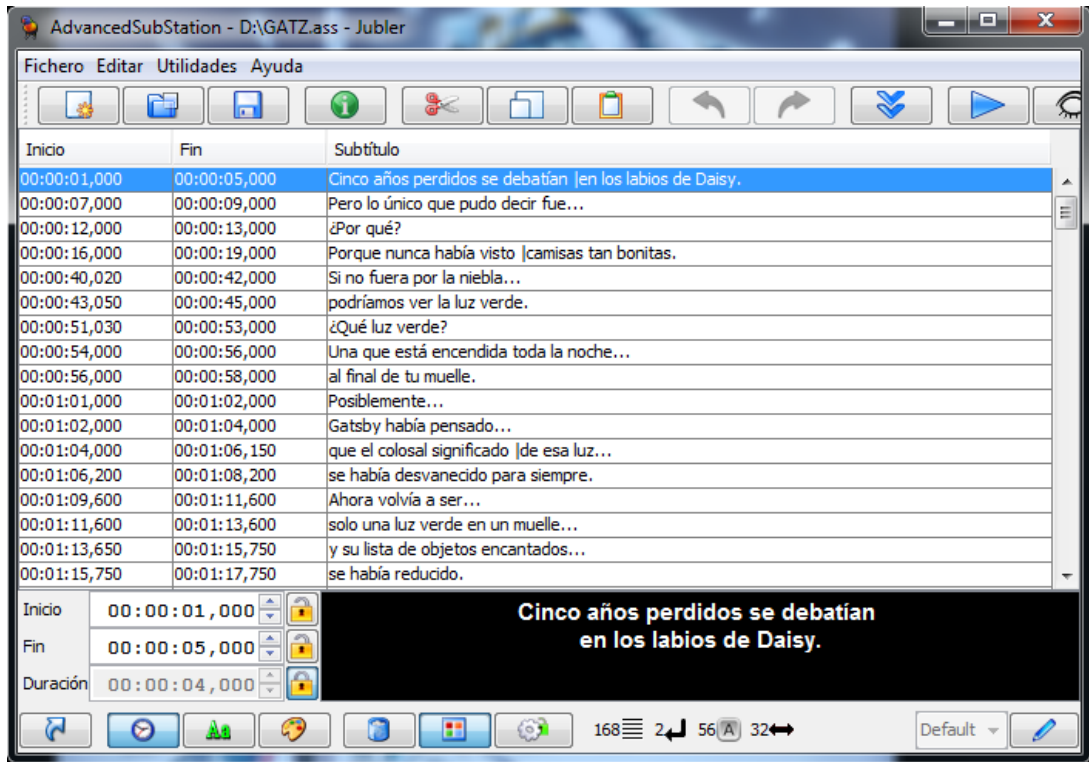 AdvancedSubStation - D:\GATZ.ass - Jubler
Fichero Editar Utilidades Ayuda
Inicio Fin Subtítulo
00:00:01,000 00:00:05,000 Cinco años perdidos se debatían |en los labios de Daisy.
00:00:07,000 00:00:09,000 Pero lo único que pudo decir fue...
00:00:12,000 00:00:13,000 ¿Por qué?
00:00:16,000 00:00:19,000 Porque nunca había visto |camisas tan bonitas.
00:00:40,020 00:00:42,000 Si no fuera por la niebla...
00:00:43,050 00:00:45,000 podríamos ver la luz verde.
00:00:51,030 00:00:53,000 ¿Qué luz verde?
00:00:54,000 00:00:56,000 Una que está encendida toda la noche...
00:00:56,000 00:00:58,000 al final de tu muelle.
00:01:01,000 00:01:02,000 Posiblemente...
00:01:02,000 00:01:04,000 Gatsby había pensado...
00:01:04,000 00:01:06,150 que el colosal significado |de esa luz...
00:01:06,200 00:01:08,200 se había desvanecido para siempre.
00:01:09,600 00:01:11,600 Ahora volvía a ser...
00:01:11,600 00:01:13,600 solo una luz verde en un muelle...
00:01:13,650 00:01:15,750 y su lista de objetos encantados...
00:01:15,750 00:01:17,750 se había reducido.
Inicio 00:00:01,000
Fin 00:00:05,000
Duración 00:00:04,000
Cinco años perdidos se debatían
en los labios de Daisy.
Aa 168 2 56 A 32 Default